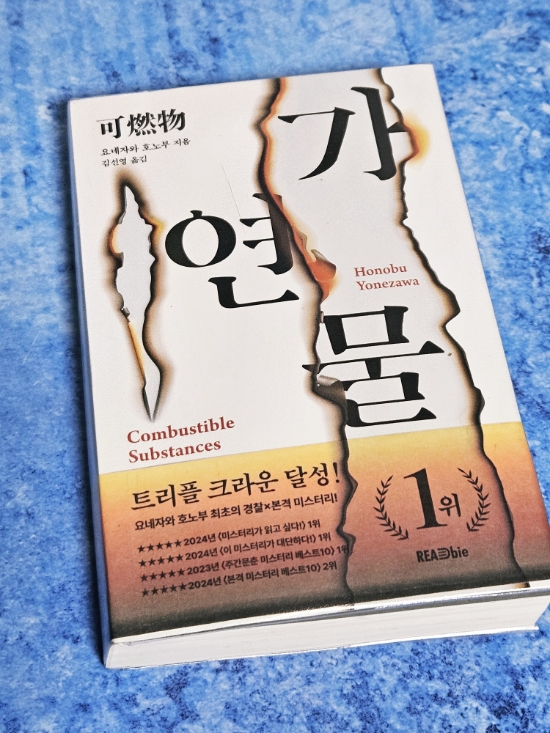 可燃物
요네자와 호노부 지음
김선영 옮김
가
연
물
Honobu
Yonezawa
Combustible
Substances
트리플 크라운 달성!
요네자와 호노부 최초의 경찰×본격 미스터리!
★★★★★2024년 〈미스터리가 읽고 싶다!〉 1위
★★★★★2024년 〈이 미스터리가 대단하다!〉 1위
★★★★★2023년 〈주간문춘 미스터리 베스트10〉 1위
★★★★★2024년 〈본격 미스터리 베스트10〉 2위
1위
READbie